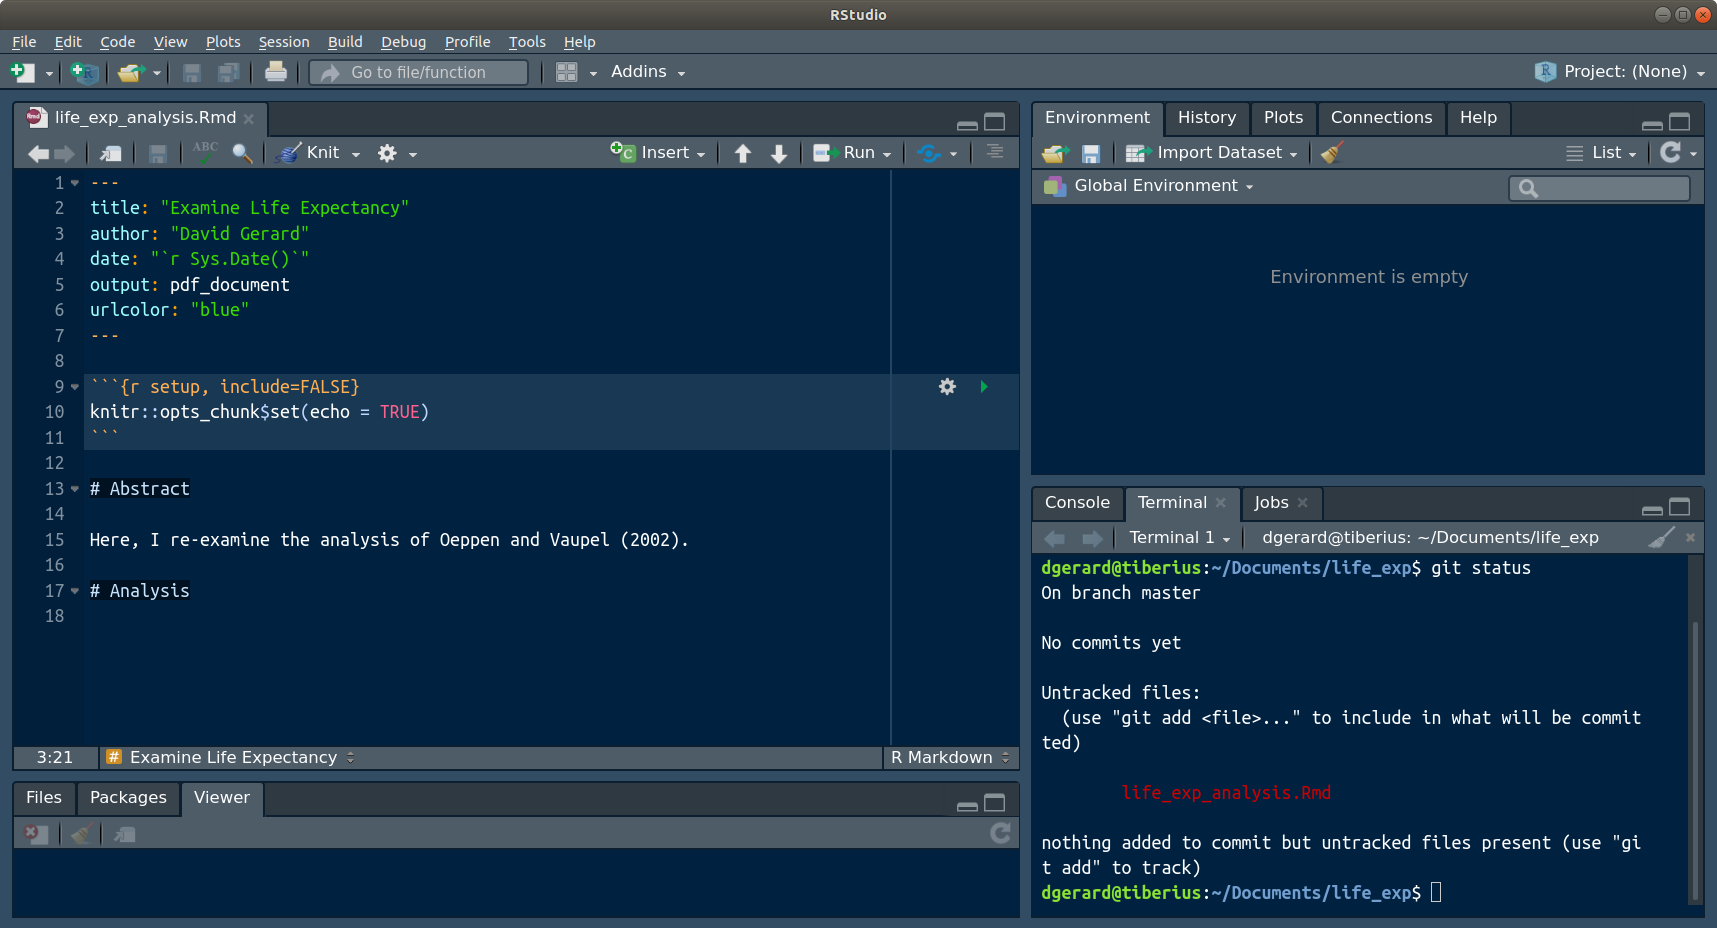 RStudio
File Edit Code View Plots Session Build Debug Profile Tools Help
Go to file/function Addins Project: (None)
life_exp_analysis.Rmd
ABC Knit Insert Run
1 ---
2 title: "Examine Life Expectancy"
3 author: "David Gerard"
4 date: "`r Sys.Date()`"
5 output: pdf_document
6 urlcolor: "blue"
7 ---
8
9 ```{r setup, include=FALSE}
10 knitr::opts_chunk$set(echo = TRUE)
11 ```
12
13 # Abstract
14
15 Here, I re-examine the analysis of Oeppen and Vaupel (2002).
16
17 # Analysis
18
3:21 # Examine Life Expectancy R Markdown
Files Packages Viewer
Environment History Plots Connections Help
Import Dataset List
Global Environment
Environment is empty
Console Terminal Jobs
Terminal 1 dgerard@tiberius: ~/Documents/life_exp
dgerard@tiberius:~/Documents/life_exp$ git status
On branch master
No commits yet
Untracked files:
(use "git add <file>..." to include in what will be commit
ted)
life_exp_analysis.Rmd
nothing added to commit but untracked files present (use "gi
t add" to track)
dgerard@tiberius:~/Documents/life_exp$